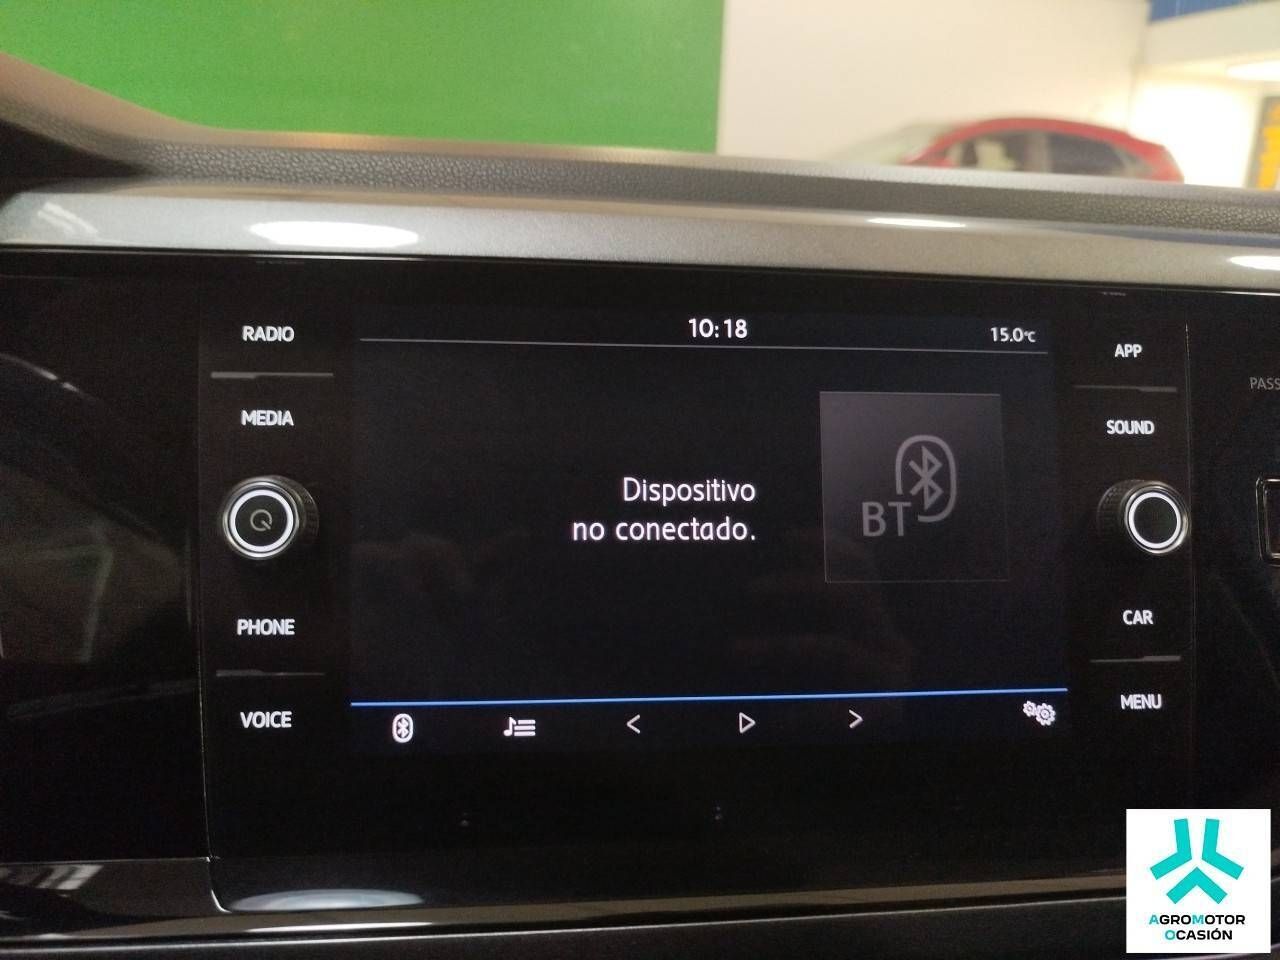 10:18
15.0°C
RADIO
MEDIA
PHONE
VOICE
Dispositivo
no conectado.
BT
APP
SOUND
CAR
MENU
PASS
AGROMOTOR
OCASIÓN